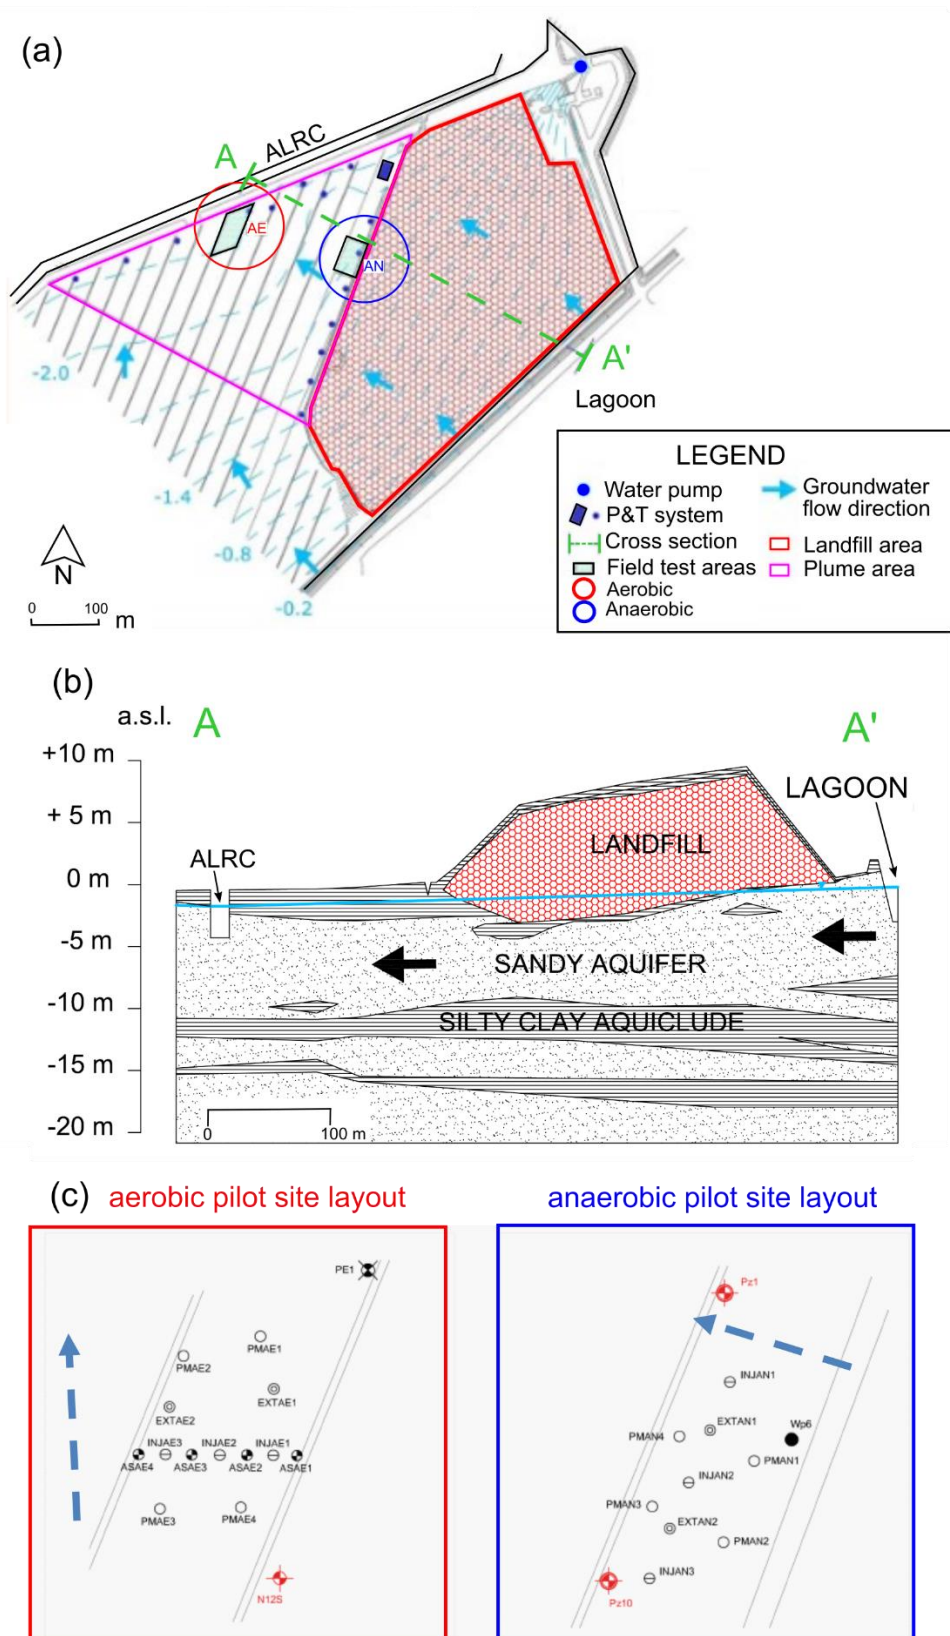 (a)
A
ALRC
AE
AN
A'
Lagoon
-2.0
-1.4
-0.8
-0.2
N
0 100 m
LEGEND
Water pump
P&T system
Cross section
Field test areas
Aerobic
Anaerobic
Groundwater
flow direction
Landfill area
Plume area
(b)
a.s.l. A A'
+10 m
+ 5 m
0 m
-5 m
-10 m
-15 m
-20 m
LAGOON
LANDFILL
ALRC
SANDY AQUIFER
SILTY CLAY AQUICLUDE
0 100 m
(c) aerobic pilot site layout
PE1
PMAE1
PMAE2
EXTAE1
EXTAE2
INJAE3 INJAE2 INJAE1
ASAE4 ASAE3 ASAE2 ASAE1
PMAE3 PMAE4
N12S
anaerobic pilot site layout
Pz1
INJAN1
EXTAN1 Wp6
PMAN4
PMAN1
INJAN2
PMAN3
EXTAN2
PMAN2
INJAN3
Pz10